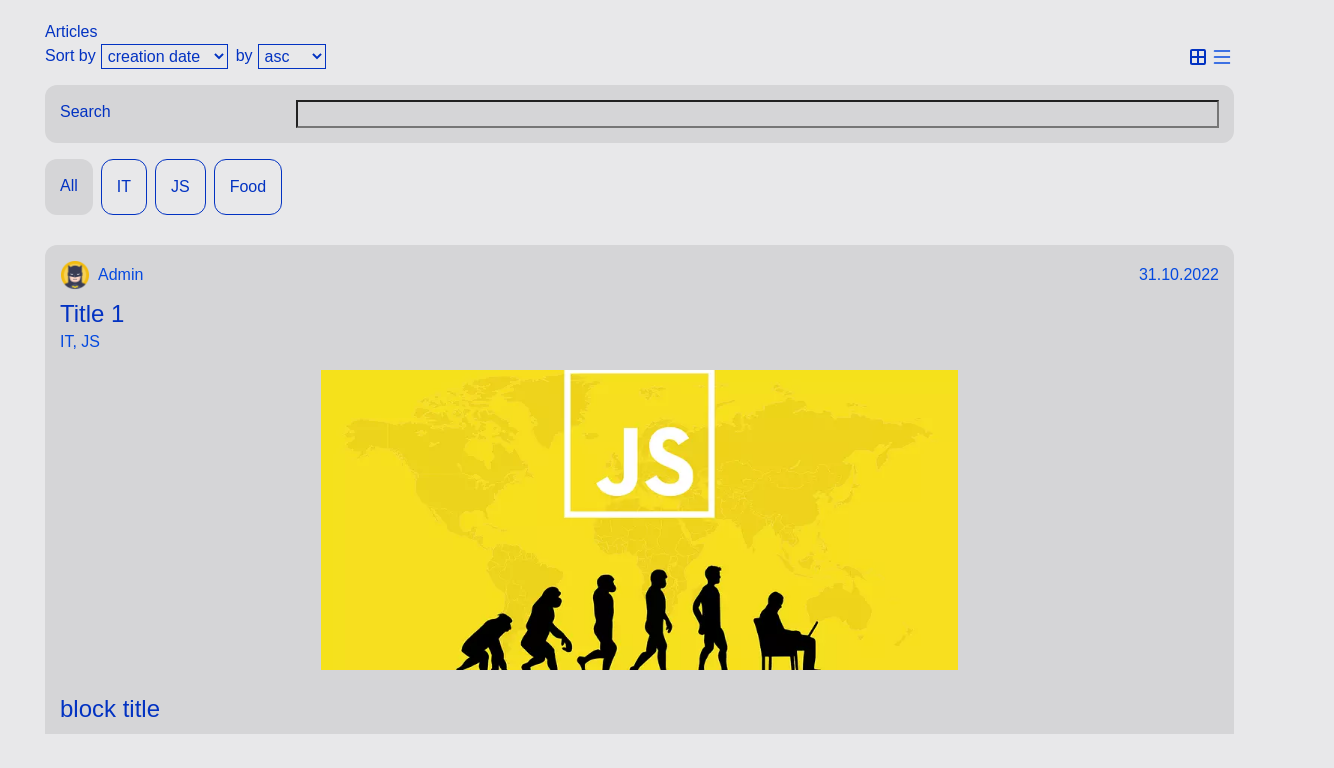 Articles
Sort by creation date by asc
Search
All IT JS Food
Admin 31.10.2022
Title 1
IT, JS
JS
block title